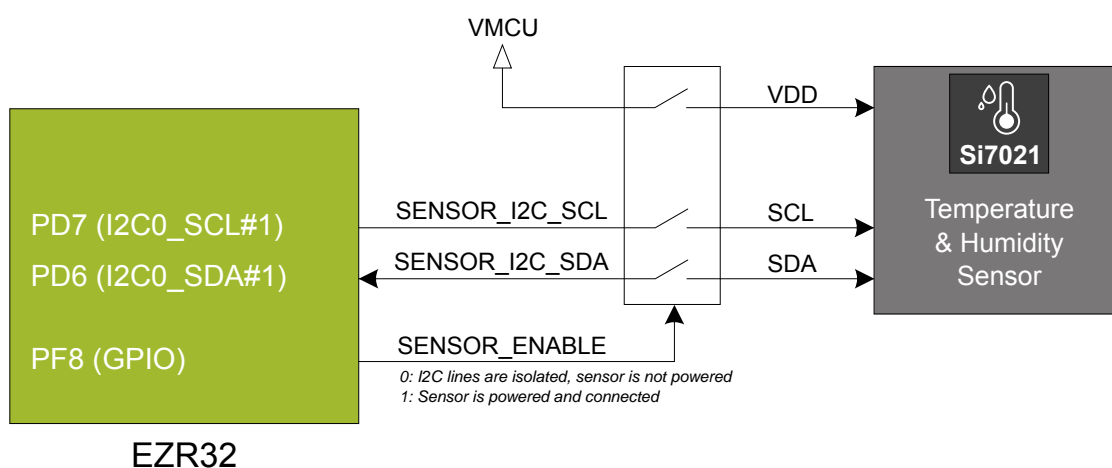 VMCU
VDD
Si7021
PD7 (I2C0_SCL#1)
SENSOR_I2C_SCL
SCL
Temperature
& Humidity
Sensor
PD6 (I2C0_SDA#1)
SENSOR_I2C_SDA
SDA
PF8 (GPIO)
SENSOR_ENABLE
0: I2C lines are isolated, sensor is not powered
1: Sensor is powered and connected
EZR32